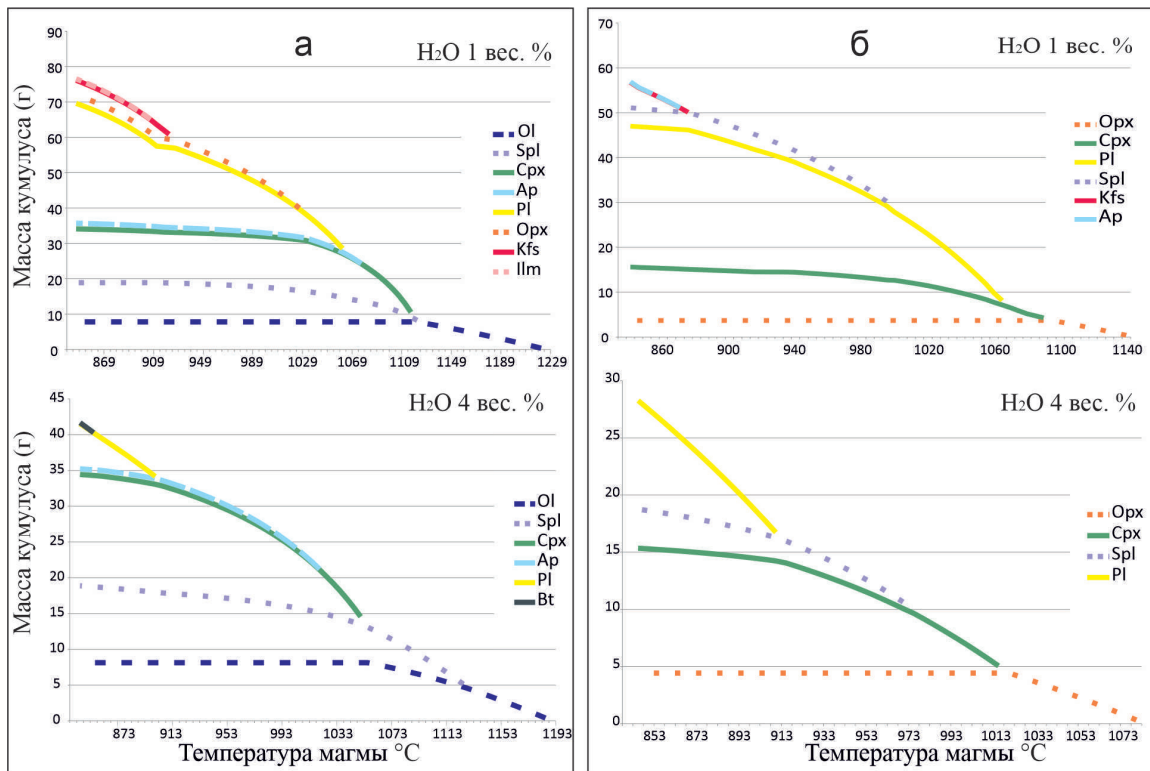 а
H₂O 1 вес. %
Масса кумулуса (г)
90
80
70
60
50
40
30
20
10
0
869 909 949 989 1029 1069 1109 1149 1189 1229
Ol
Spl
Cpx
Ap
Pl
Opx
Kfs
Ilm
H₂O 4 вес. %
Масса кумулуса (г)
45
40
35
30
25
20
15
10
5
0
873 913 953 993 1033 1073 1113 1153 1193
Температура магмы °C
Ol
Spl
Cpx
Ap
Pl
Bt
б
H₂O 1 вес. %
70
60
50
40
30
20
10
0
860 900 940 980 1020 1060 1100 1140
Opx
Cpx
Pl
Spl
Kfs
Ap
H₂O 4 вес. %
30
25
20
15
10
5
0
853 873 893 913 933 953 973 993 1013 1033 1053 1073
Температура магмы °C
Opx
Cpx
Spl
Pl